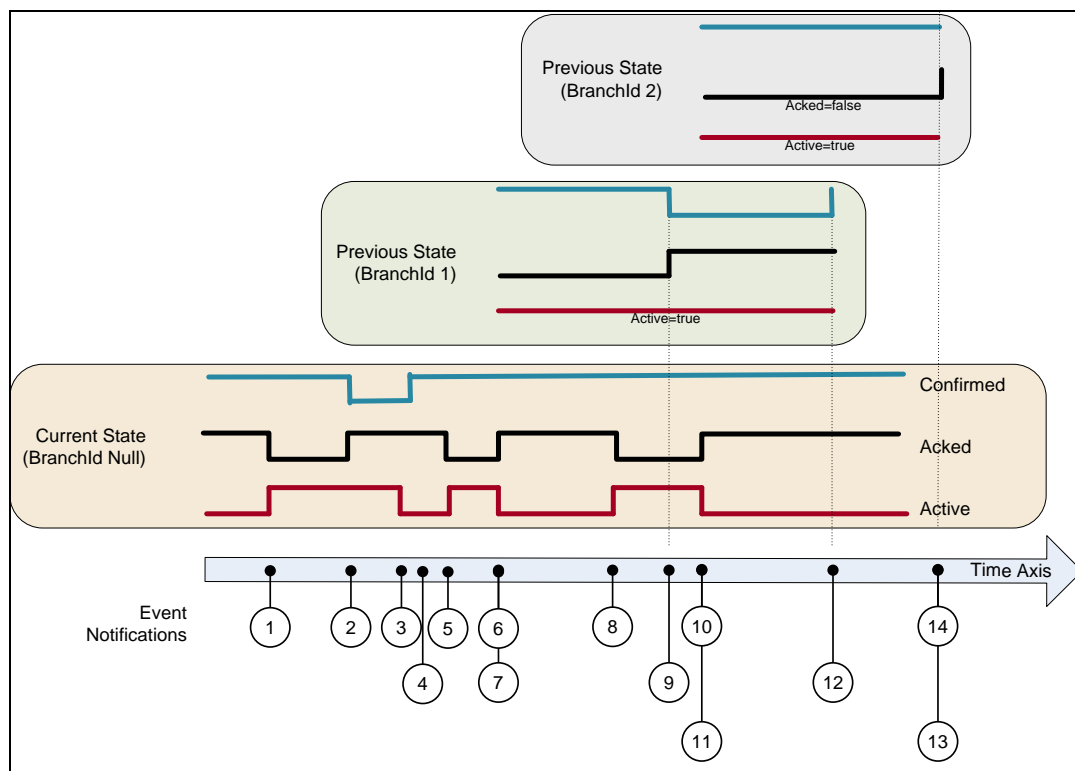 Previous State
(BranchId 2)
Acked=false
Active=true
Previous State
(BranchId 1)
Active=true
Confirmed
Current State
(BranchId Null)
Acked
Active
Time Axis
Event
Notifications
1
2
3
5
6
8
10
14
4
7
9
12
11
13